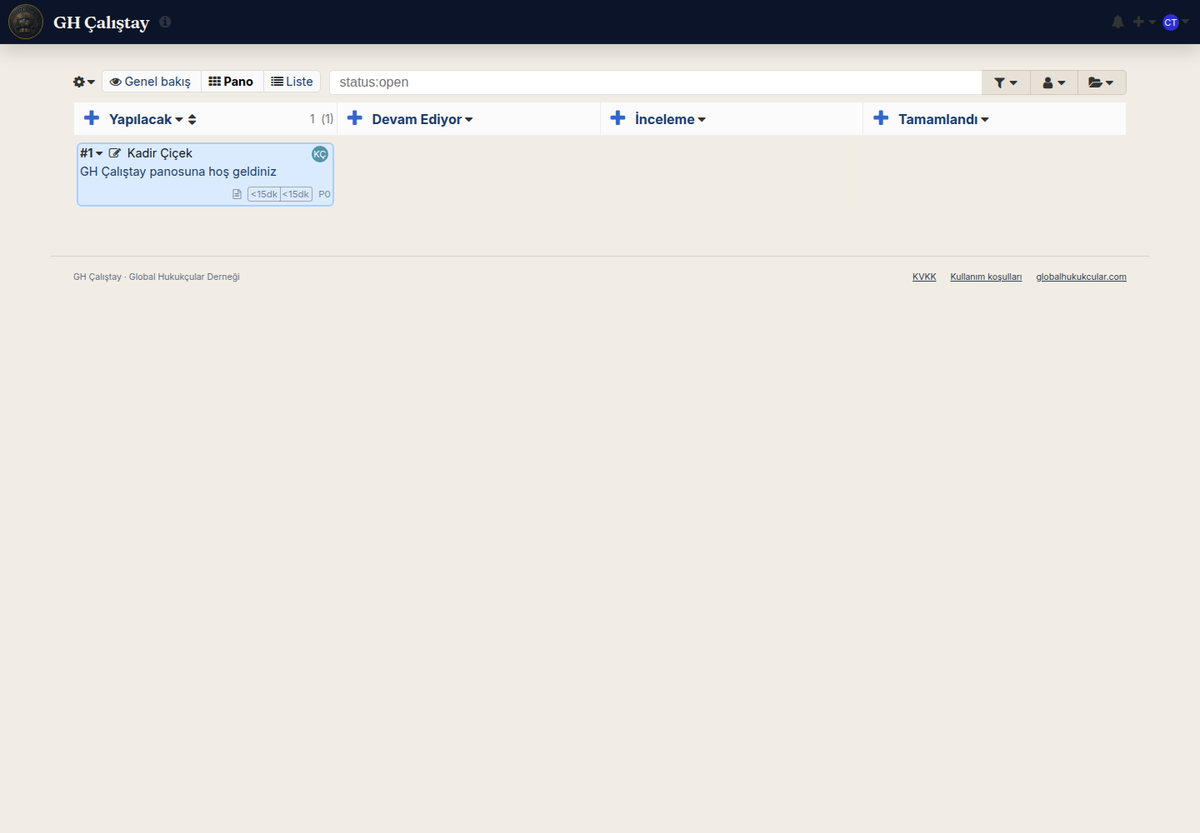 GH Çalıştay
CT
Genel bakış
Pano
Liste
status:open
Yapılacak
1 (1)
Devam Ediyor
İnceleme
Tamamlandı
#1 Kadir Çiçek
KÇ
GH Çalıştay panosuna hoş geldiniz
<15dk <15dk P0
GH Çalıştay · Global Hukukçular Derneği
KVKK
Kullanım koşulları
globalhukukcular.com